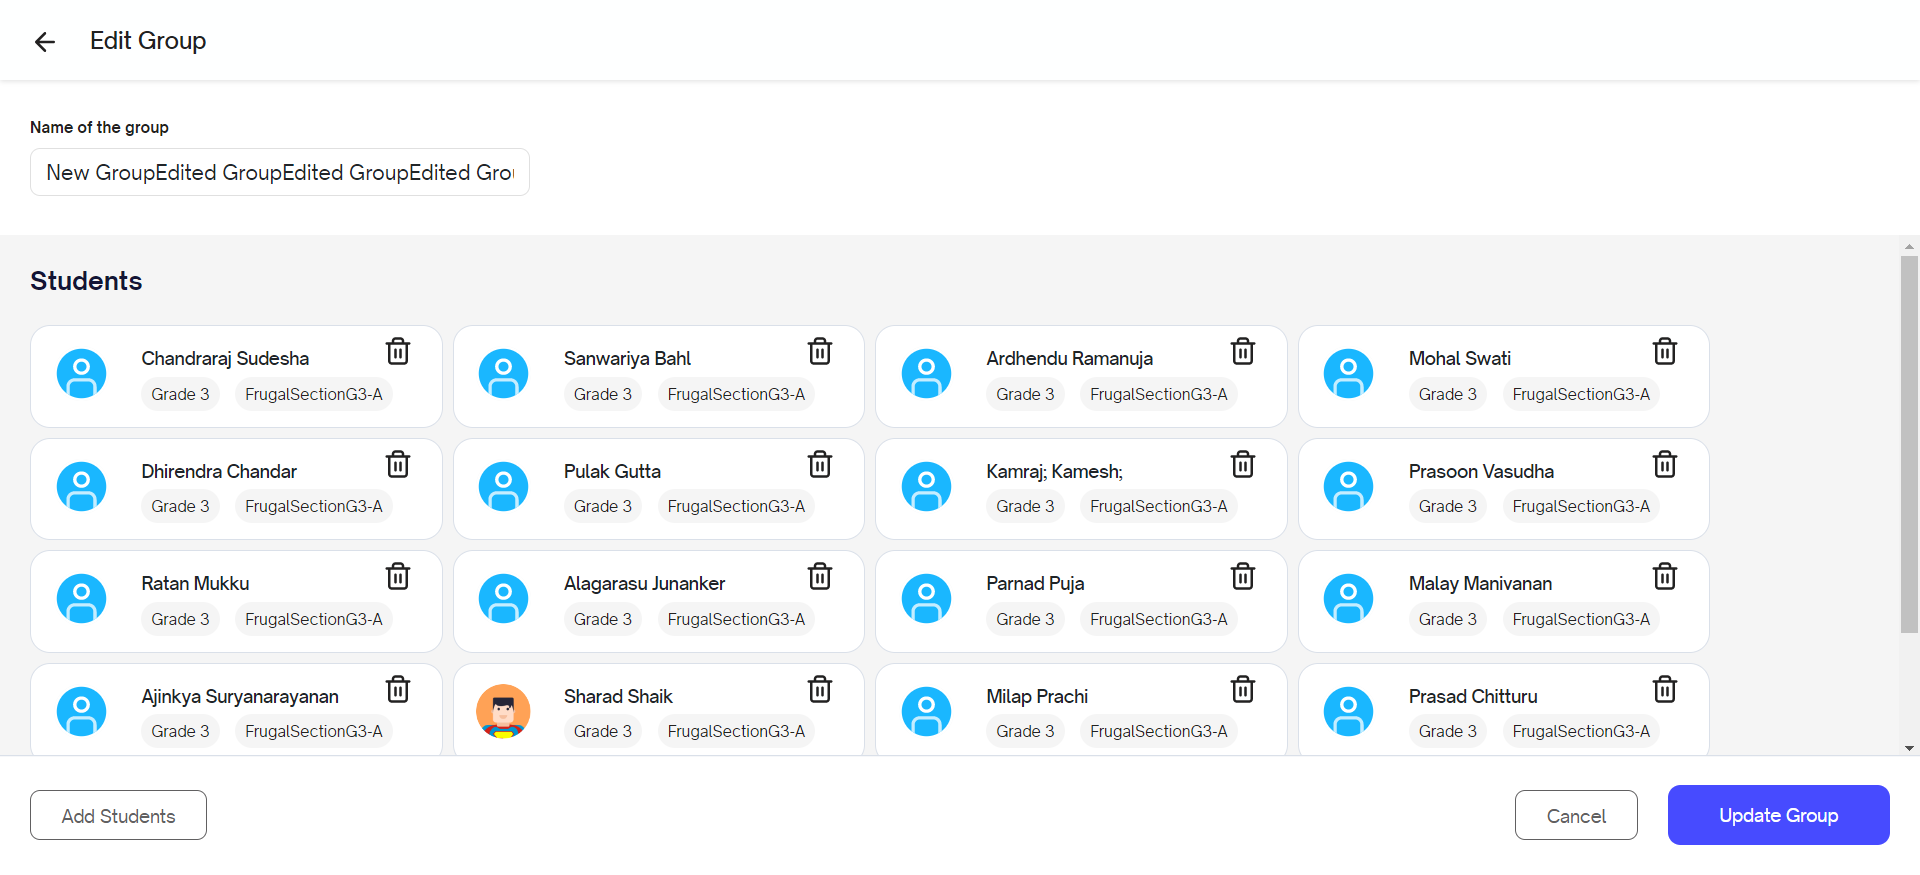 Edit Group
Name of the group
New GroupEdited GroupEdited GroupEdited Grou
Students
Chandraraj Sudesha
Grade 3 FrugalSectionG3-A
Sanwariya Bahl
Grade 3 FrugalSectionG3-A
Ardhendu Ramanuja
Grade 3 FrugalSectionG3-A
Mohal Swati
Grade 3 FrugalSectionG3-A
Dhirendra Chandar
Grade 3 FrugalSectionG3-A
Pulak Gutta
Grade 3 FrugalSectionG3-A
Kamraj; Kamesh;
Grade 3 FrugalSectionG3-A
Prasoon Vasudha
Grade 3 FrugalSectionG3-A
Ratan Mukku
Grade 3 FrugalSectionG3-A
Alagarasu Junanker
Grade 3 FrugalSectionG3-A
Parnad Puja
Grade 3 FrugalSectionG3-A
Malay Manivanan
Grade 3 FrugalSectionG3-A
Ajinkya Suryanarayanan
Grade 3 FrugalSectionG3-A
Sharad Shaik
Grade 3 FrugalSectionG3-A
Milap Prachi
Grade 3 FrugalSectionG3-A
Prasad Chitturu
Grade 3 FrugalSectionG3-A
Add Students
Cancel
Update Group